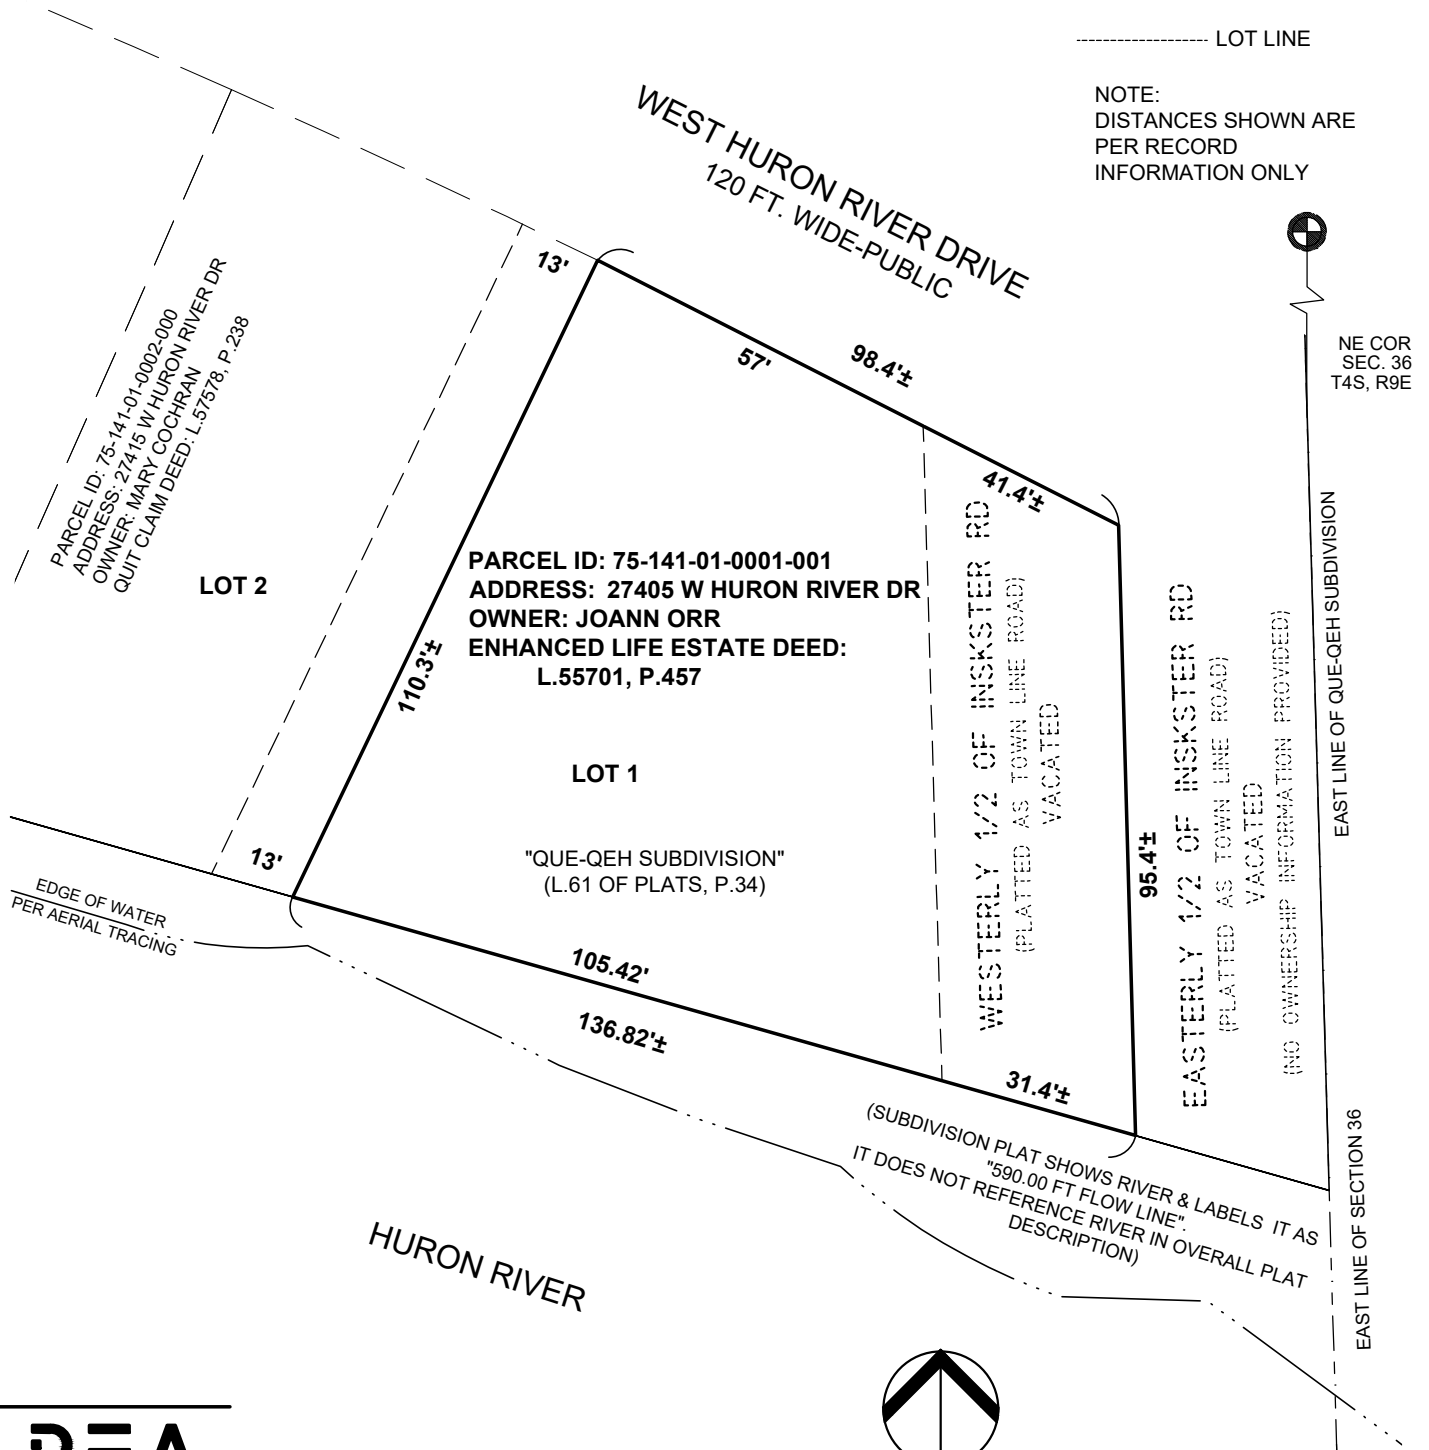 LOT LINE
NOTE:
DISTANCES SHOWN ARE
PER RECORD
INFORMATION ONLY
WEST HURON RIVER DRIVE
120 FT. WIDE-PUBLIC
NE COR
SEC. 36
T4S, R9E
13'
57'
98.4'±
41.4'±
PARCEL ID: 75-141-01-0002-000
ADDRESS: 27415 W HURON RIVER DR
OWNER: MARY COCHRAN
QUIT CLAIM DEED: L.57578, P.238
LOT 2
110.3'±
PARCEL ID: 75-141-01-0001-001
ADDRESS: 27405 W HURON RIVER DR
OWNER: JOANN ORR
ENHANCED LIFE ESTATE DEED:
L.55701, P.457
LOT 1
"QUE-QEH SUBDIVISION"
(L.61 OF PLATS, P.34)
WESTERLY 1/2 OF INSKSTER RD
(PLATTED AS TOWN LINE ROAD)
VACATED
95.4'±
EASTERLY 1/2 OF INSKSTER RD
(PLATTED AS TOWN LINE ROAD)
VACATED
(NO OWNERSHIP INFORMATION PROVIDED)
EAST LINE OF QUE-QEH SUBDIVISION
13'
EDGE OF WATER
PER AERIAL TRACING
105.42'
136.82'±
31.4'±
(SUBDIVISION PLAT SHOWS RIVER & LABELS IT AS
"590.00 FT FLOW LINE".
IT DOES NOT REFERENCE RIVER IN OVERALL PLAT
DESCRIPTION)
EAST LINE OF SECTION 36
HURON RIVER